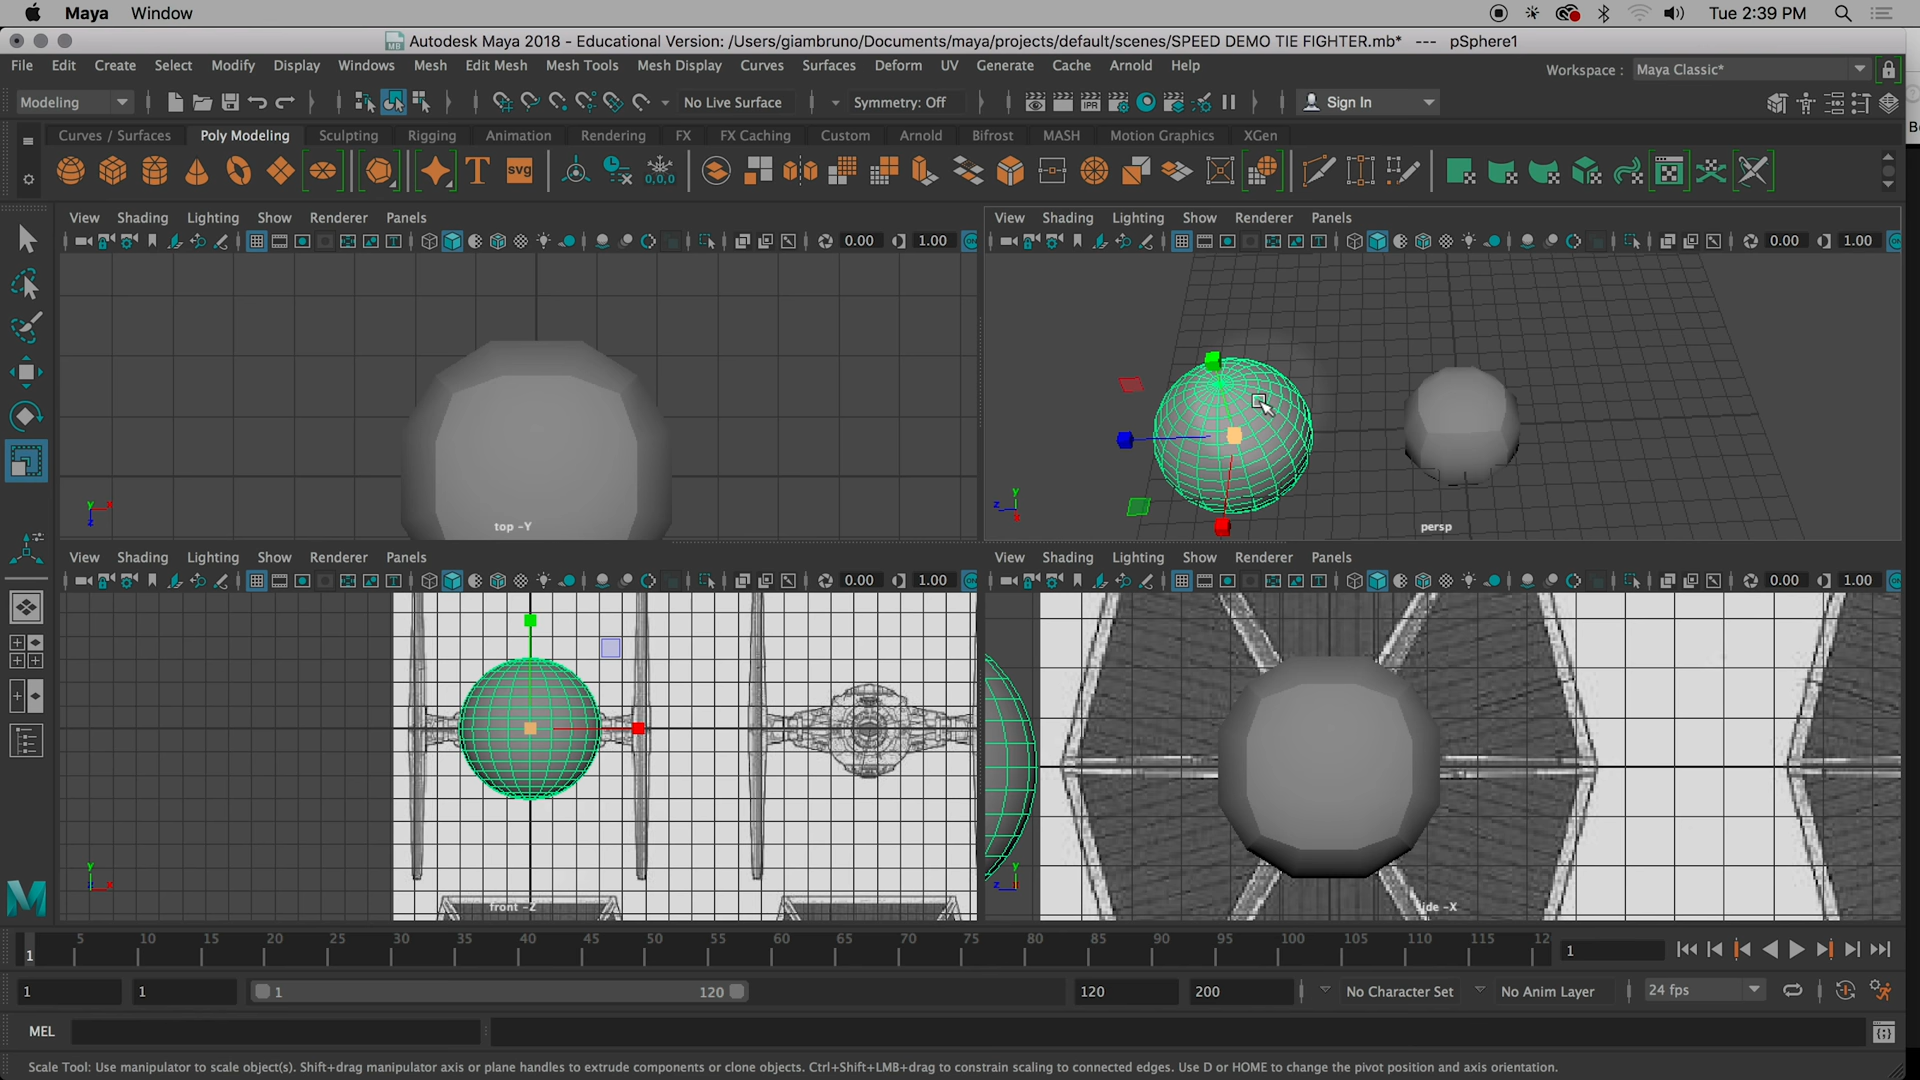 Maya Window Tue 2:39 PM
Autodesk Maya 2018 - Educational Version: /Users/giambruno/Documents/maya/projects/default/scenes/SPEED DEMO TIE FIGHTER.mb* --- pSphere1
File Edit Create Select Modify Display Windows Mesh Edit Mesh Mesh Tools Mesh Display Curves Surfaces Deform UV Generate Cache Arnold Help Workspace : Maya Classic*
Modeling No Live Surface Symmetry: Off IPR Sign In
Curves / Surfaces Poly Modeling Sculpting Rigging Animation Rendering FX FX Caching Custom Arnold Bifrost MASH Motion Graphics XGen
T svg 0,0,0
View Shading Lighting Show Renderer Panels
0.00 1.00
top -Y
View Shading Lighting Show Renderer Panels
0.00 1.00
persp
View Shading Lighting Show Renderer Panels
0.00 1.00
front -Z
View Shading Lighting Show Renderer Panels
0.00 1.00
ide -X
1 5 10 15 20 25 30 35 40 45 50 55 60 65 70 75 80 85 90 95 100 105 110 115 12 1
1 1 1 120 120 200 No Character Set No Anim Layer 24 fps
MEL
Scale Tool: Use manipulator to scale object(s). Shift+drag manipulator axis or plane handles to extrude components or clone objects. Ctrl+Shift+LMB+drag to constrain scaling to connected edges. Use D or HOME to change the pivot position and axis orientation.